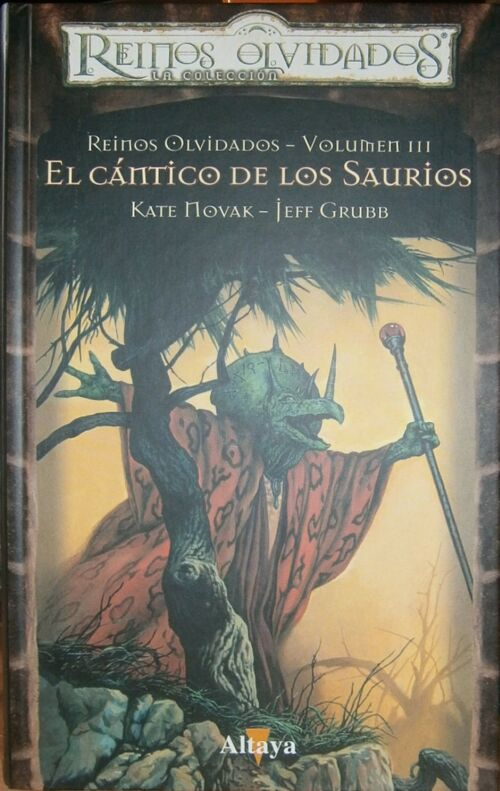 REINOS OLVIDADOS®
LA COLECCIÓN
REINOS OLVIDADOS – VOLUMEN III
EL CÁNTICO DE LOS SAURIOS
KATE NOVAK – JEFF GRUBB
Altaya